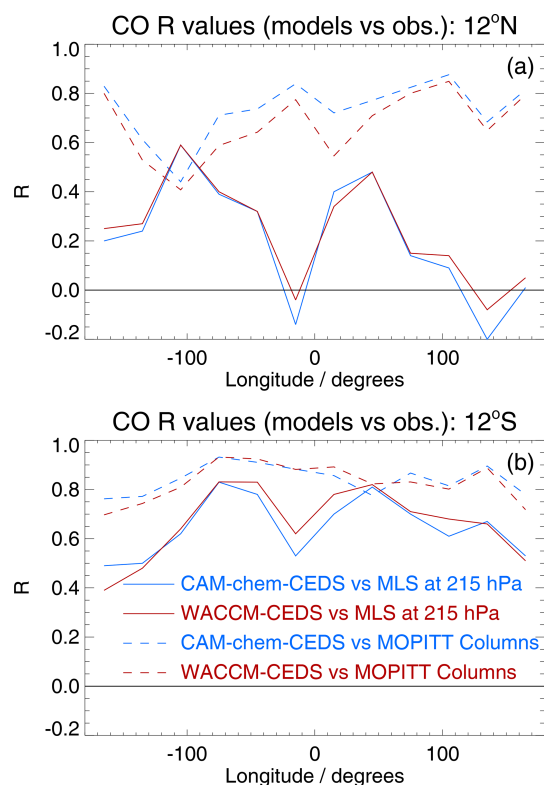 CO R values (models vs obs.): 12°N
(a)
1.0
0.8
0.6
0.4
0.2
0.0
-0.2
R
-100 0 100
Longitude / degrees
CO R values (models vs obs.): 12°S
(b)
1.0
0.8
0.6
0.4
0.2
0.0
-0.2
R
CAM-chem-CEDS vs MLS at 215 hPa
WACCM-CEDS vs MLS at 215 hPa
CAM-chem-CEDS vs MOPITT Columns
WACCM-CEDS vs MOPITT Columns
-100 0 100
Longitude / degrees